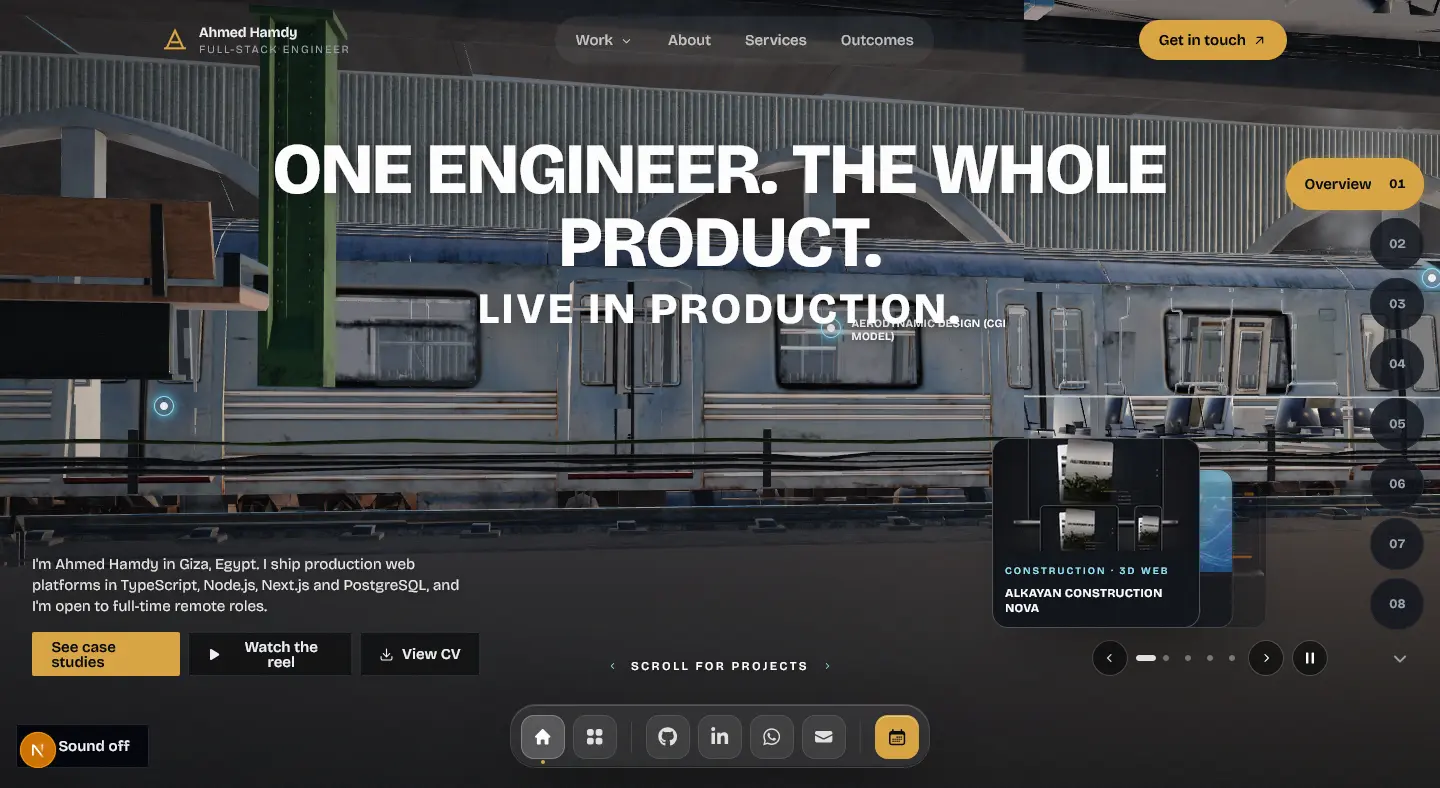 Ahmed Hamdy
FULL-STACK ENGINEER
Work
About
Services
Outcomes
Get in touch
ONE ENGINEER. THE WHOLE
PRODUCT.
LIVE IN PRODUCTION.
AERODYNAMIC DESIGN (CGI
MODEL)
Overview 01
02
03
04
05
06
07
08
CONSTRUCTION · 3D WEB
ALKAYAN CONSTRUCTION
NOVA
I'm Ahmed Hamdy in Giza, Egypt. I ship production web
platforms in TypeScript, Node.js, Next.js and PostgreSQL, and
I'm open to full-time remote roles.
See case
studies
Watch the
reel
View CV
SCROLL FOR PROJECTS
N
Sound off